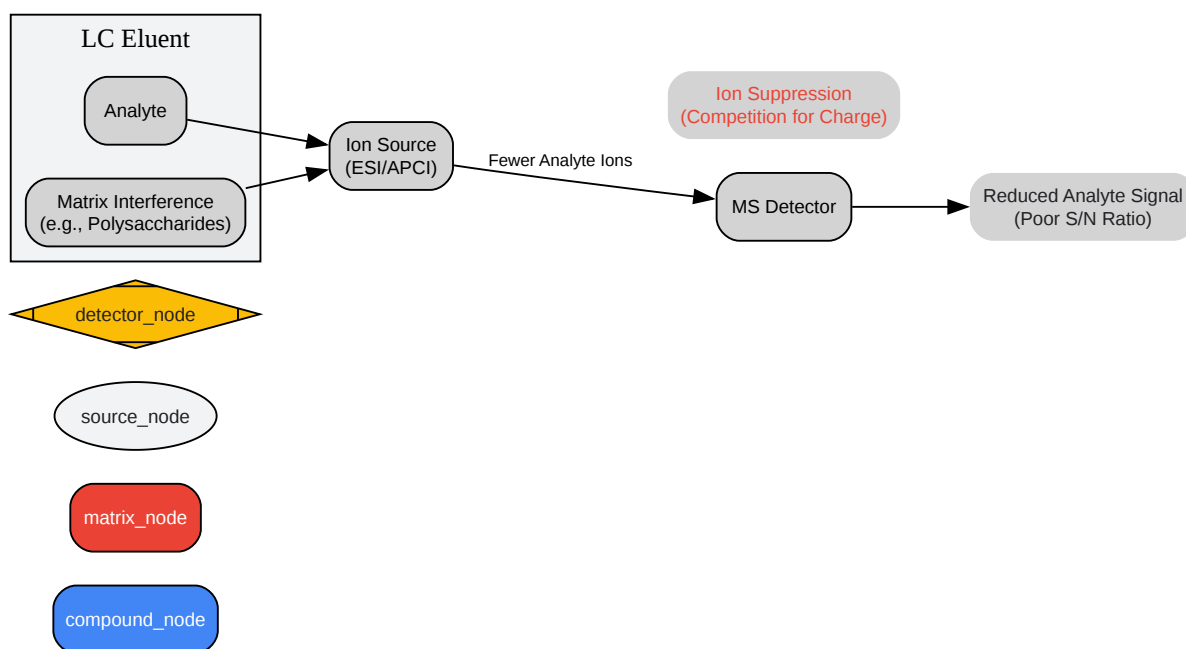 LC Eluent
Analyte
Matrix Interference
(e.g., Polysaccharides)
Ion Source
(ESI/APCI)
Fewer Analyte Ions
Ion Suppression
(Competition for Charge)
MS Detector
Reduced Analyte Signal
(Poor S/N Ratio)
detector_node
source_node
matrix_node
compound_node